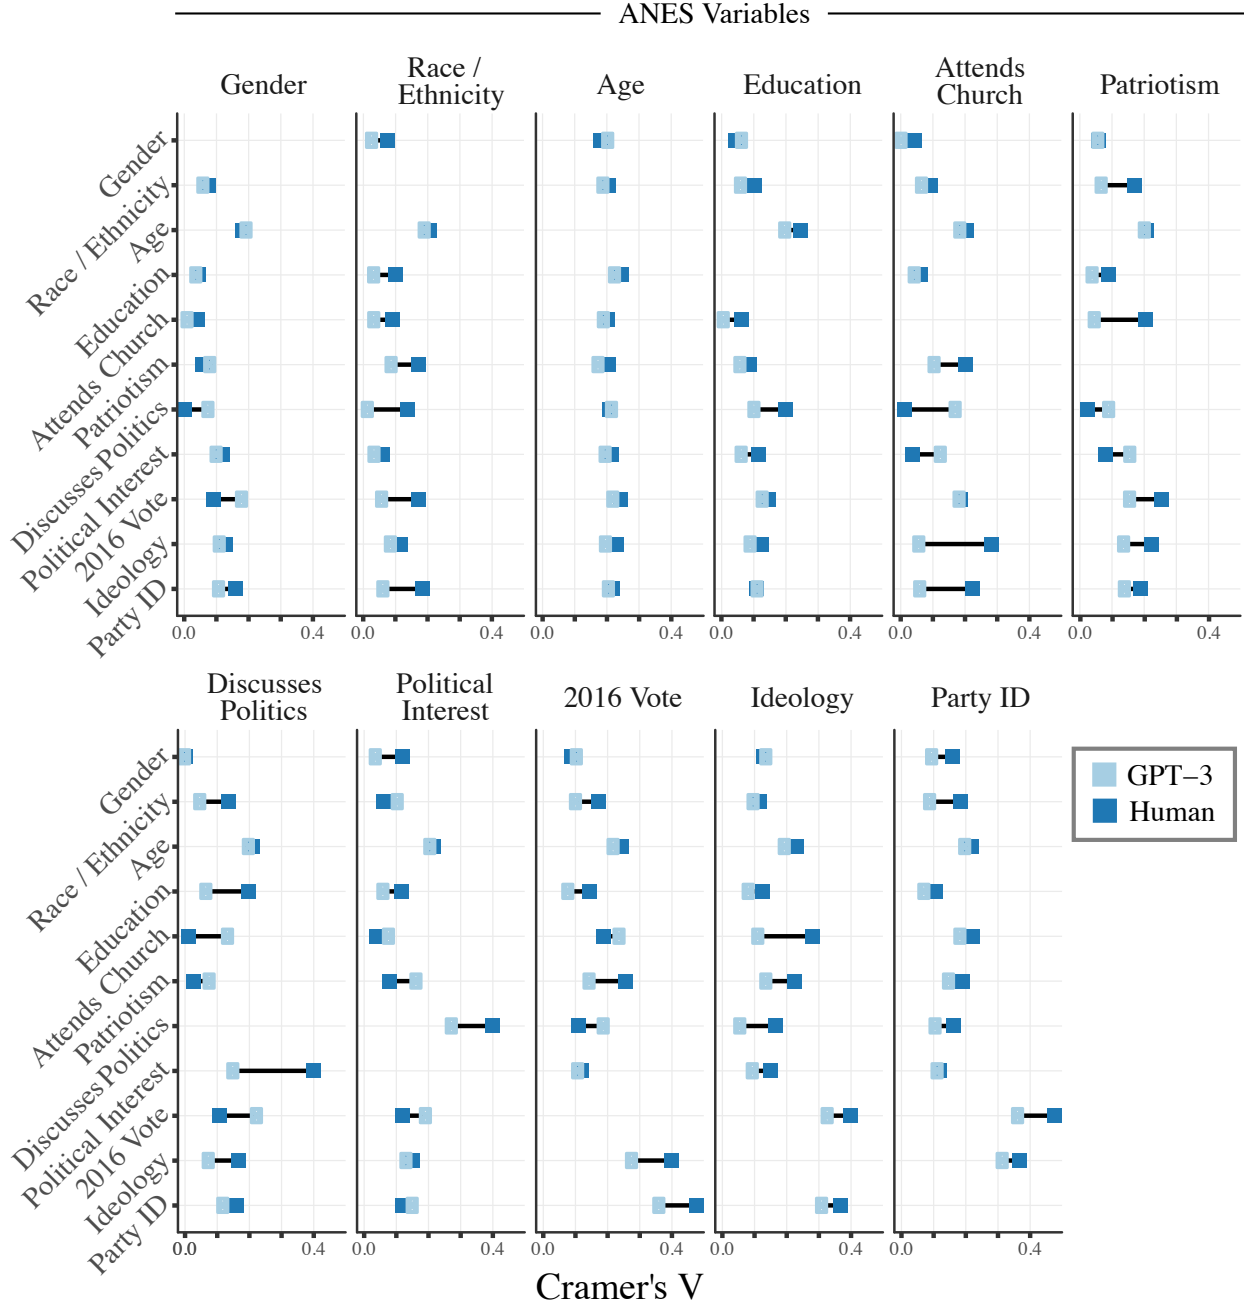 ANES Variables
Gender
Race /
Ethnicity
Age
Education
Attends
Church
Patriotism
Gender
Race / Ethnicity
Age
Education
Attends Church
Patriotism
Discusses Politics
Political Interest
2016 Vote
Ideology
Party ID
0.0 0.4 0.0 0.4 0.0 0.4 0.0 0.4 0.0 0.4 0.0 0.4
Discusses
Politics
Political
Interest
2016 Vote
Ideology
Party ID
Gender
Race / Ethnicity
Age
Education
Attends Church
Patriotism
Discusses Politics
Political Interest
2016 Vote
Ideology
Party ID
GPT−3
Human
0.0 0.4 0.0 0.4 0.0 0.4 0.0 0.4 0.0 0.4
Cramer's V